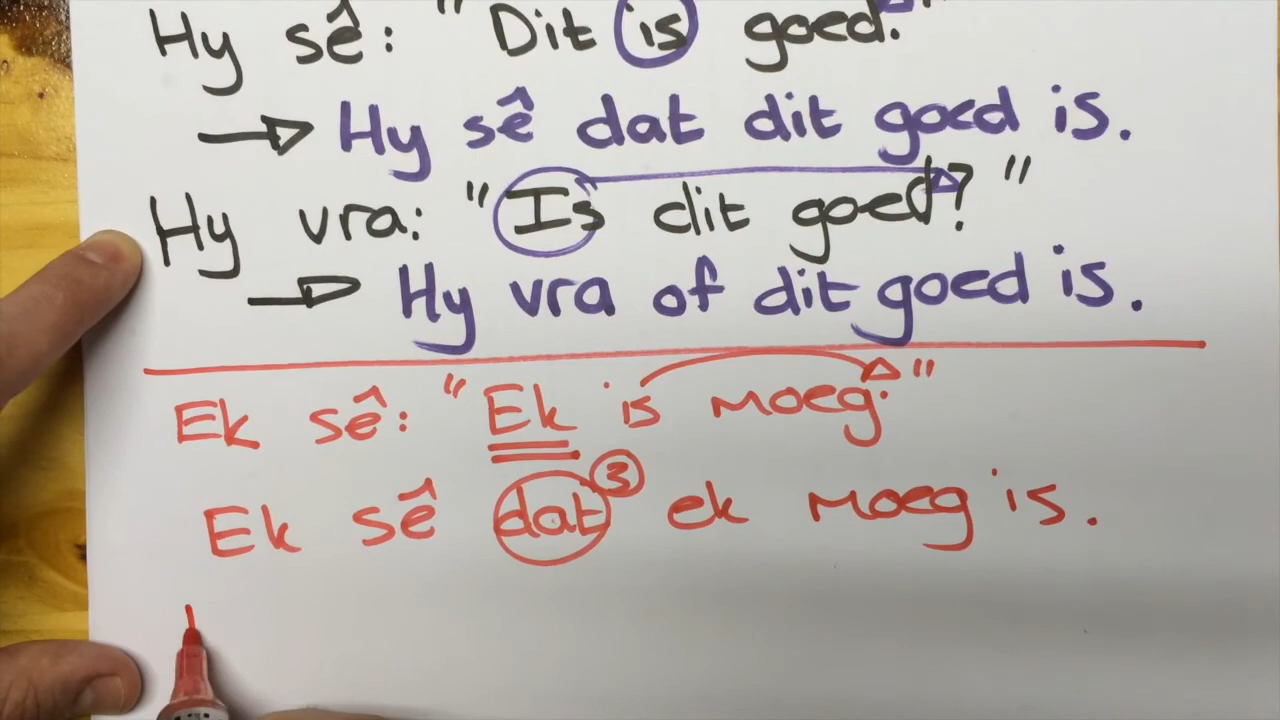 Hy sê: "Dit is goed."
→ Hy sê dat dit goed is.
Hy vra: "Is dit goed?"
→ Hy vra of dit goed is.
Ek sê: "Ek is moeg."
Ek sê dat ③ ek moeg is.